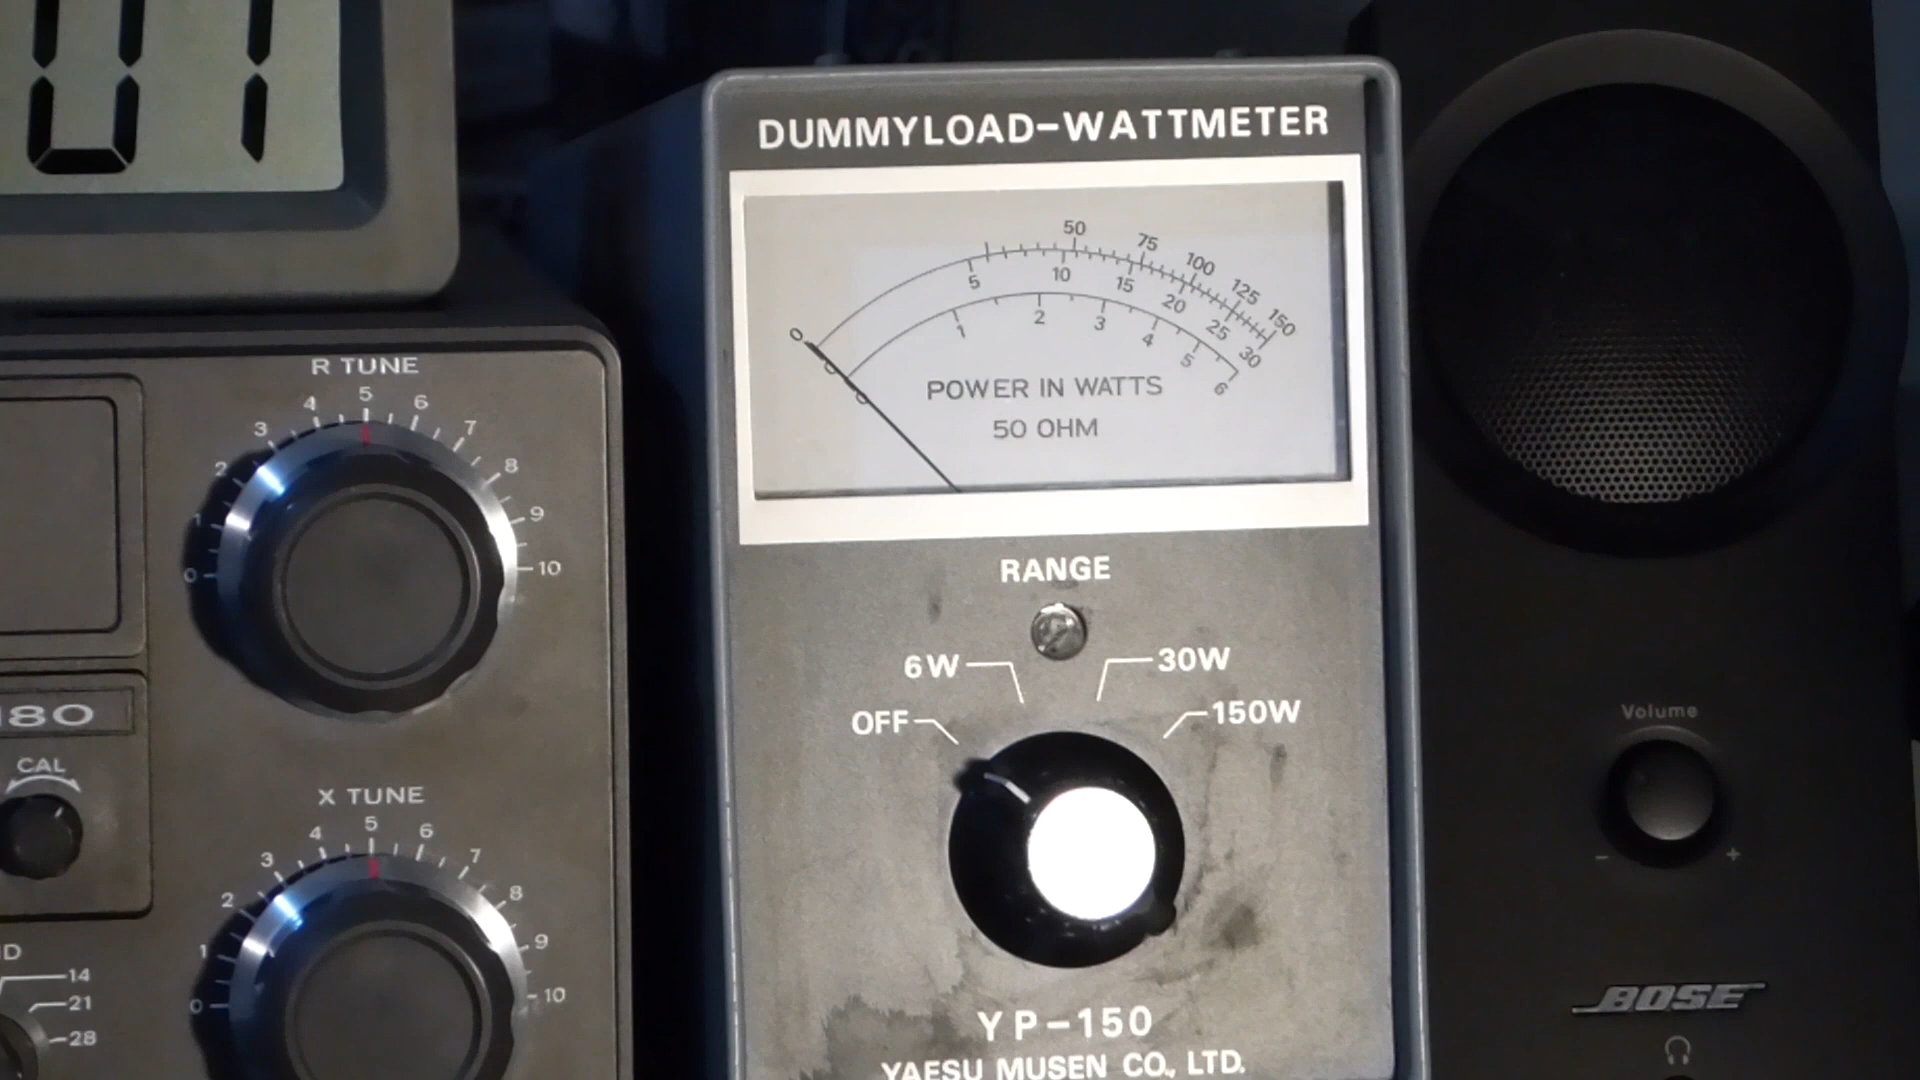 01
DUMMYLOAD-WATTMETER
50 75 100 125 150
0 5 10 15 20 25 30
0 1 2 3 4 5 6
0
POWER IN WATTS
50 OHM
RANGE
6W 30W
OFF 150W
YP-150
YAESU MUSEN CO., LTD.
R TUNE
0 1 2 3 4 5 6 7 8 9 10
180
CAL
X TUNE
0 1 2 3 4 5 6 7 8 9 10
14
21
28
Volume
- +
BOSE